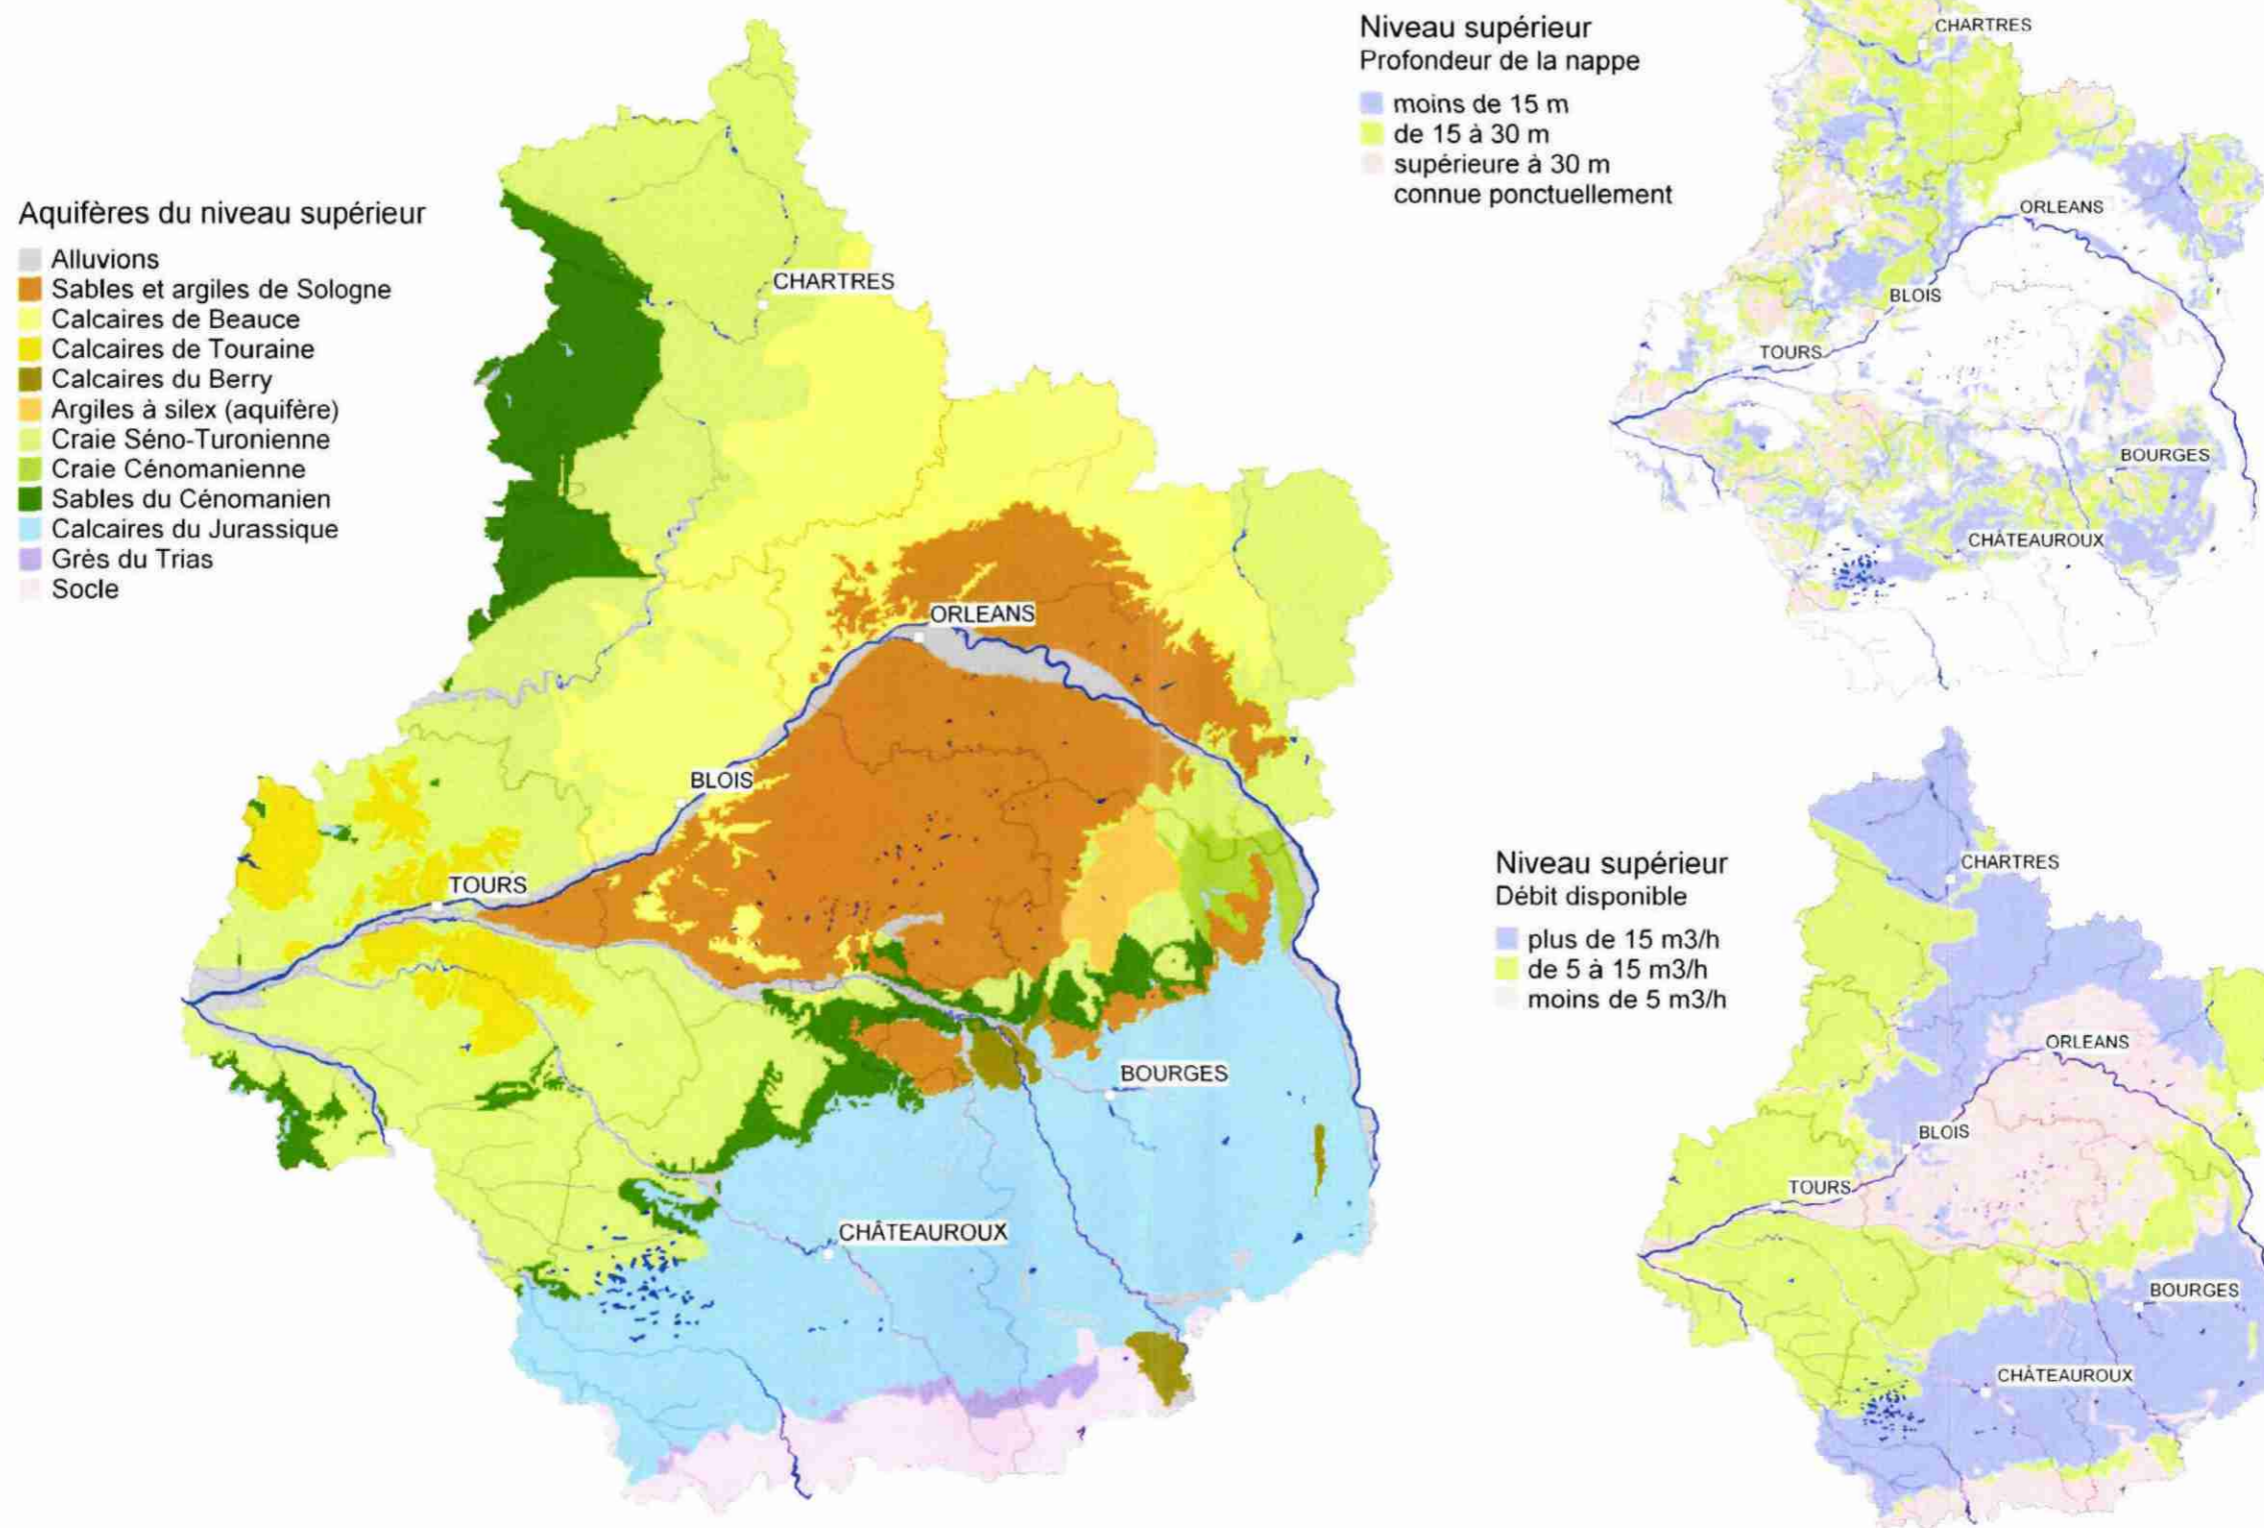 Aquifères du niveau supérieur
Alluvions
Sables et argiles de Sologne
Calcaires de Beauce
Calcaires de Touraine
Calcaires du Berry
Argiles à silex (aquifère)
Craie Séno-Turonienne
Craie Cénomanienne
Sables du Cénomanien
Calcaires du Jurassique
Grès du Trias
Socle
CHARTRES
ORLEANS
BLOIS
TOURS
BOURGES
CHÂTEAUROUX
Niveau supérieur
Profondeur de la nappe
moins de 15 m
de 15 à 30 m
supérieure à 30 m
connue ponctuellement
CHARTRES
ORLEANS
BLOIS
TOURS
BOURGES
CHÂTEAUROUX
Niveau supérieur
Débit disponible
plus de 15 m3/h
de 5 à 15 m3/h
moins de 5 m3/h
CHARTRES
ORLEANS
BLOIS
TOURS
BOURGES
CHÂTEAUROUX